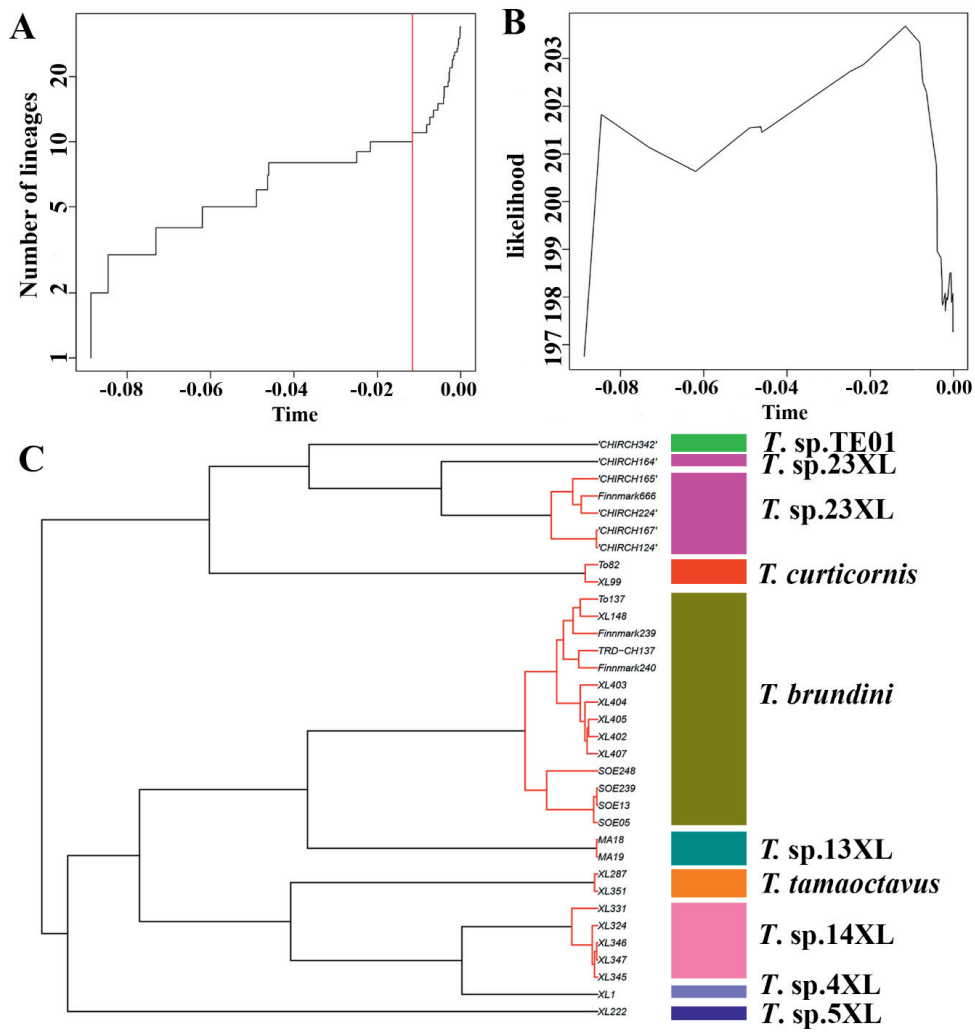 A
Number of lineages
20
10
5
2
1
-0.08 -0.06 -0.04 -0.02 0.00
Time
B
likelihood
203
202
201
200
199
198
197
-0.08 -0.06 -0.04 -0.02 0.00
Time
C
'CHIRCH342'
'CHIRCH164'
'CHIRCH165'
Finnmark666
'CHIRCH224'
'CHIRCH167'
'CHIRCH124'
To82
XL99
To137
XL148
Finnmark239
TRD-CH137
Finnmark240
XL403
XL404
XL405
XL402
XL407
SOE248
SOE239
SOE13
SOE05
MA18
MA19
XL287
XL351
XL331
XL324
XL346
XL347
XL345
XL1
XL222
T. sp.TE01
T. sp.23XL
T. sp.23XL
T. curticornis
T. brundini
T. sp.13XL
T. tamaoctavus
T. sp.14XL
T. sp.4XL
T. sp.5XL